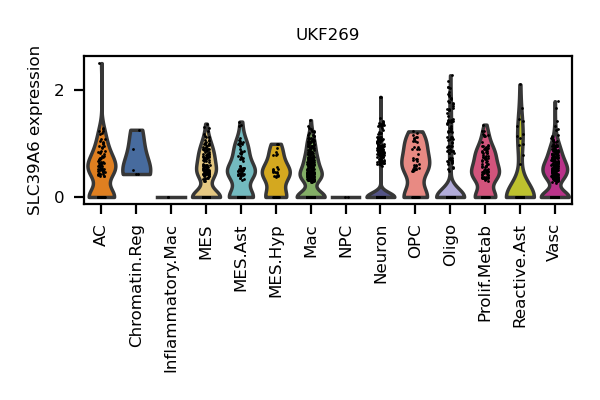 UKF269
SLC39A6 expression
2
0
AC
Chromatin.Reg
Inflammatory.Mac
MES
MES.Ast
MES.Hyp
Mac
NPC
Neuron
OPC
Oligo
Prolif.Metab
Reactive.Ast
Vasc